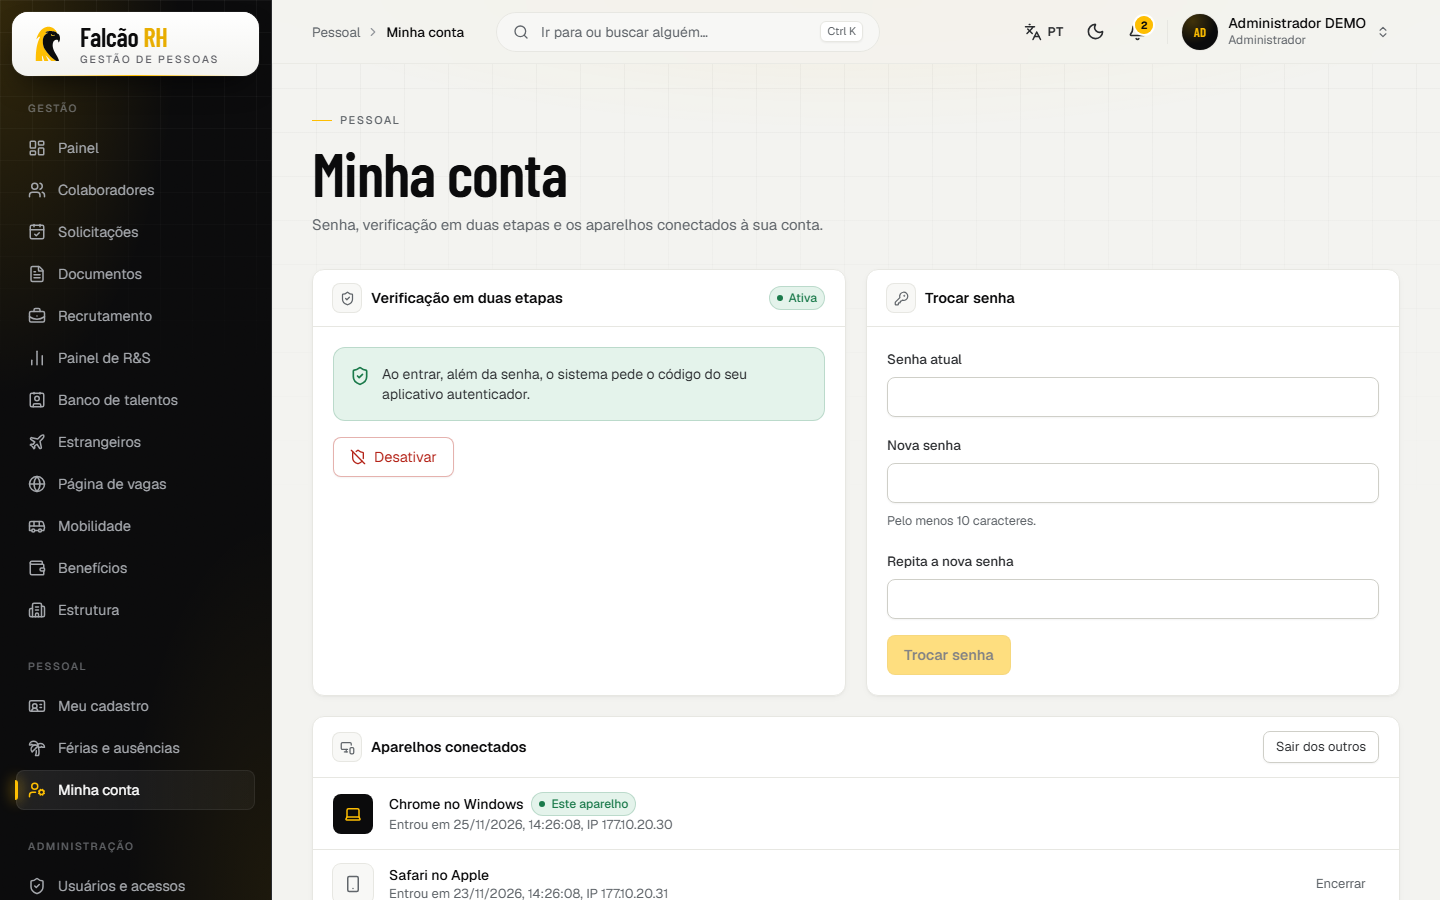 Falcão RH
GESTÃO DE PESSOAS
GESTÃO
Painel
Colaboradores
Solicitações
Documentos
Recrutamento
Painel de R&S
Banco de talentos
Estrangeiros
Página de vagas
Mobilidade
Benefícios
Estrutura
PESSOAL
Meu cadastro
Férias e ausências
Minha conta
ADMINISTRAÇÃO
Usuários e acessos
Pessoal
Minha conta
Ir para ou buscar alguém...
Ctrl K
PT
2
AD
Administrador DEMO
Administrador
PESSOAL
Minha conta
Senha, verificação em duas etapas e os aparelhos conectados à sua conta.
Verificação em duas etapas
Ativa
Ao entrar, além da senha, o sistema pede o código do seu
aplicativo autenticador.
Desativar
Trocar senha
Senha atual
Nova senha
Pelo menos 10 caracteres.
Repita a nova senha
Trocar senha
Aparelhos conectados
Sair dos outros
Chrome no Windows
Este aparelho
Entrou em 25/11/2026, 14:26:08, IP 177.10.20.30
Safari no Apple
Entrou em 23/11/2026, 14:26:08, IP 177.10.20.31
Encerrar